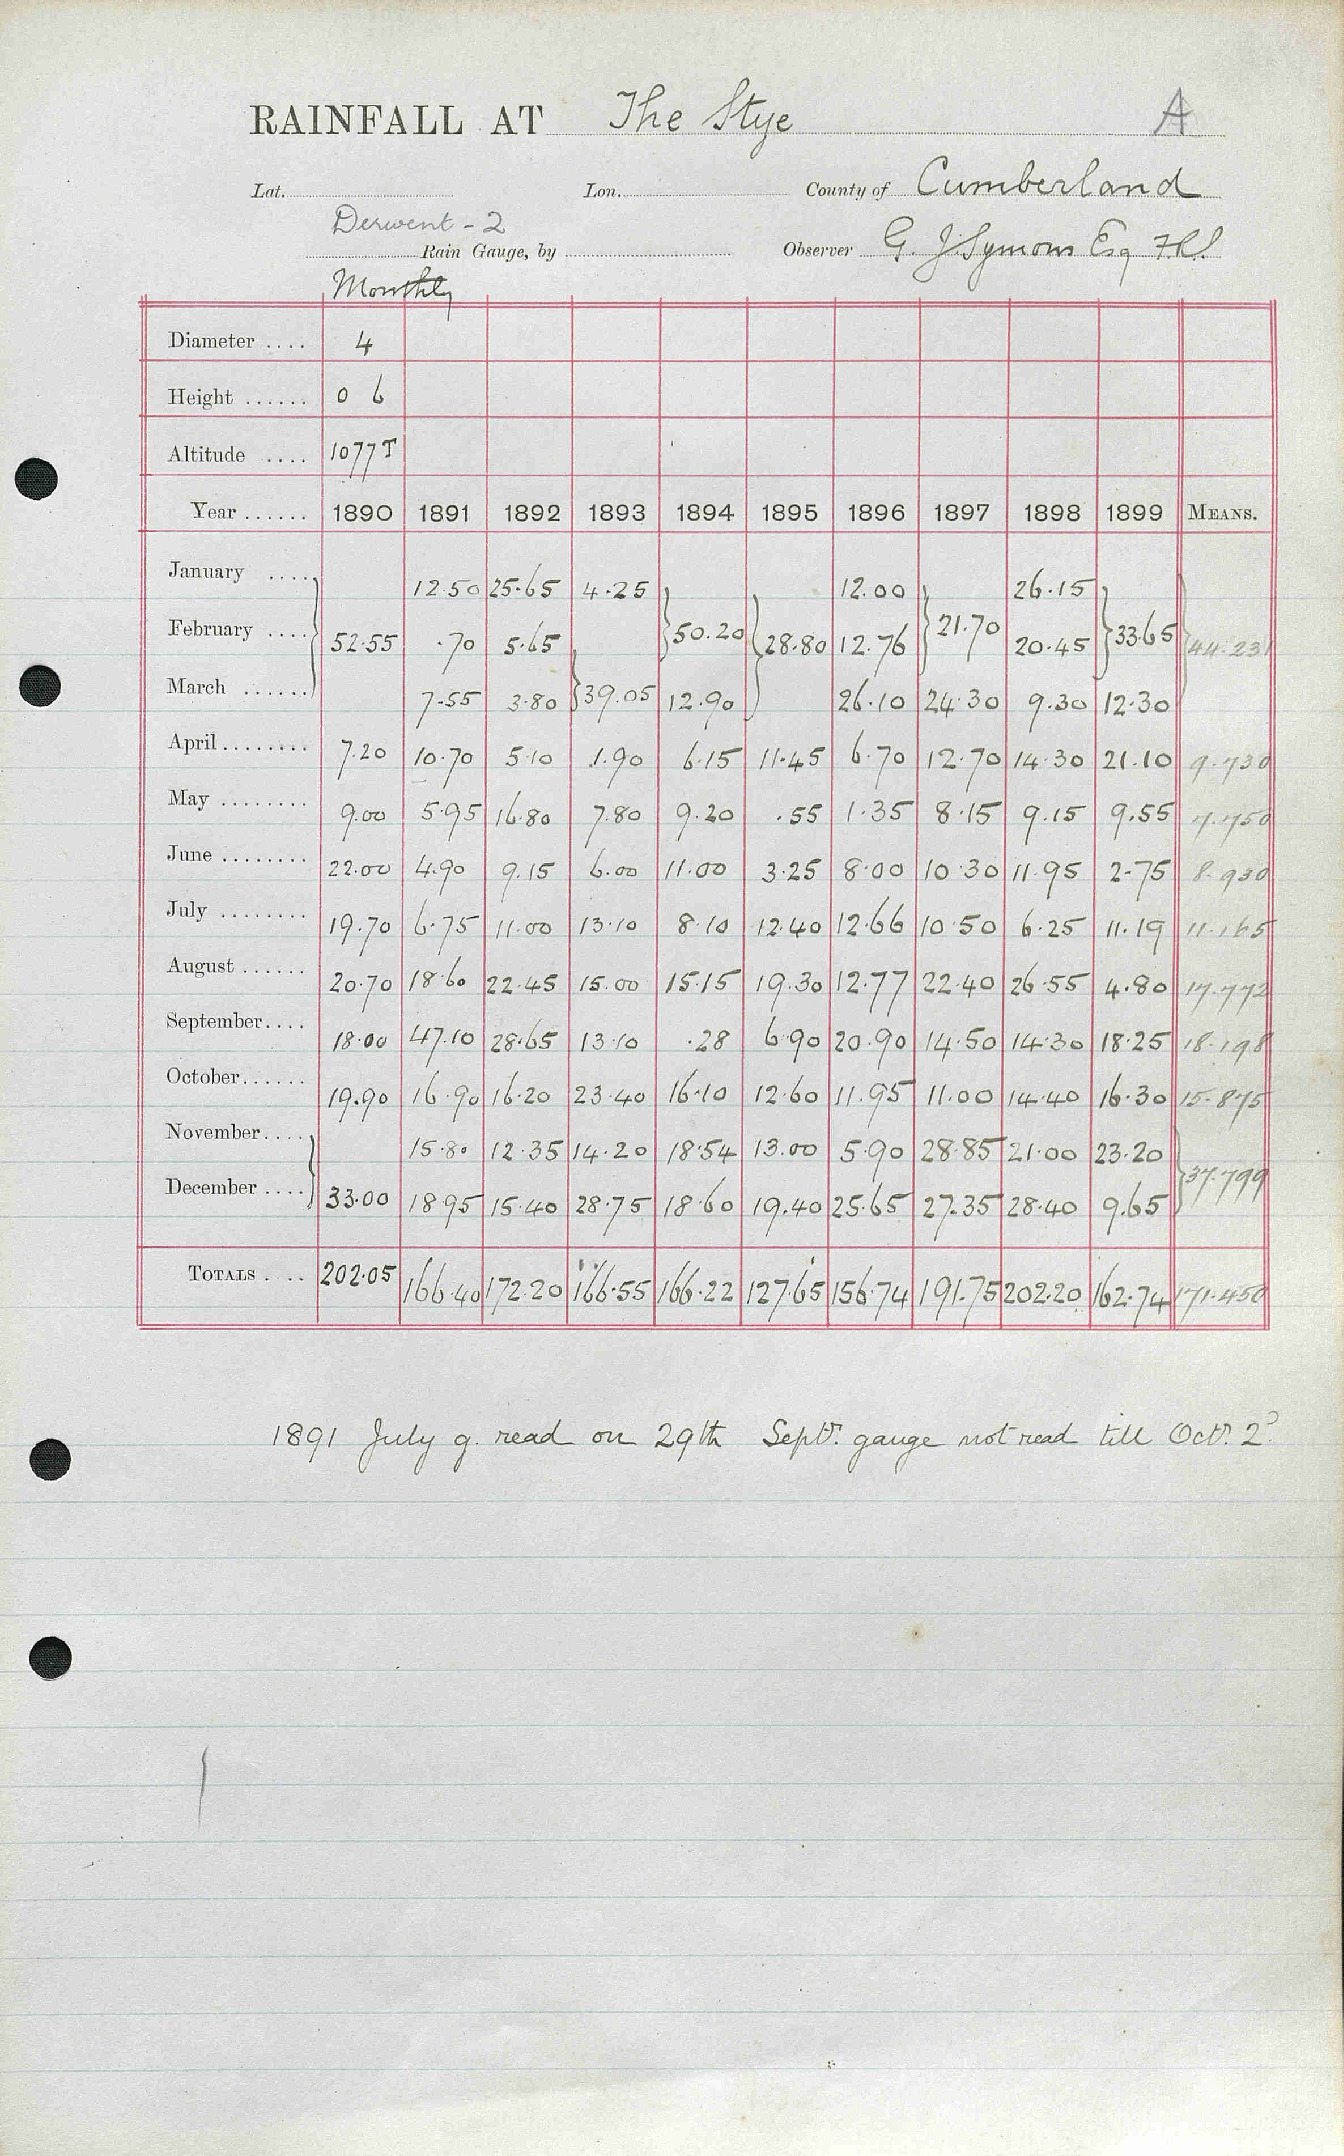 RAINFALL AT The Stye A
Lat. Lon. County of Cumberland
Derwent - 2
Rain Gauge, by Observer G. J. Symons Esq F.R.S.
Monthly
Diameter .... 4
Height ...... 0 6
Altitude .... 1077 T
Year ...... 1890 1891 1892 1893 1894 1895 1896 1897 1898 1899 MEANS.
January .... 12.50 25.65 4.25 12.00 26.15
February .... 52.55 .70 5.65 50.20 28.80 12.76 21.70 20.45 33.65 44.231
March ...... 7.55 3.80 39.05 12.90 26.10 24.30 9.30 12.30
April ........ 7.20 10.70 5.10 1.90 6.15 11.45 6.70 12.70 14.30 21.10 9.730
May ........ 9.00 5.95 16.80 7.80 9.20 .55 1.35 8.15 9.15 9.55 7.750
June ........ 22.00 4.90 9.15 6.00 11.00 3.25 8.00 10.30 11.95 2.75 8.930
July ........ 19.70 6.75 11.00 13.10 8.10 12.40 12.66 10.50 6.25 11.19 11.165
August ...... 20.70 18.60 22.45 15.00 15.15 19.30 12.77 22.40 26.55 4.80 17.772
September .... 18.00 47.10 28.65 13.10 .28 6.90 20.90 14.50 14.30 18.25 18.198
October ...... 19.90 16.90 16.20 23.40 16.10 12.60 11.95 11.00 14.40 16.30 15.875
November .... 15.80 12.35 14.20 18.54 13.00 5.90 28.85 21.00 23.20
December .... 33.00 18.95 15.40 28.75 18.60 19.40 25.65 27.35 28.40 9.65 37.799
TOTALS .... 202.05 166.40 172.20 166.55 166.22 127.65 156.74 191.75 202.20 162.74 171.450
1891 July g. read on 29th Septr. gauge not read till Octr. 2